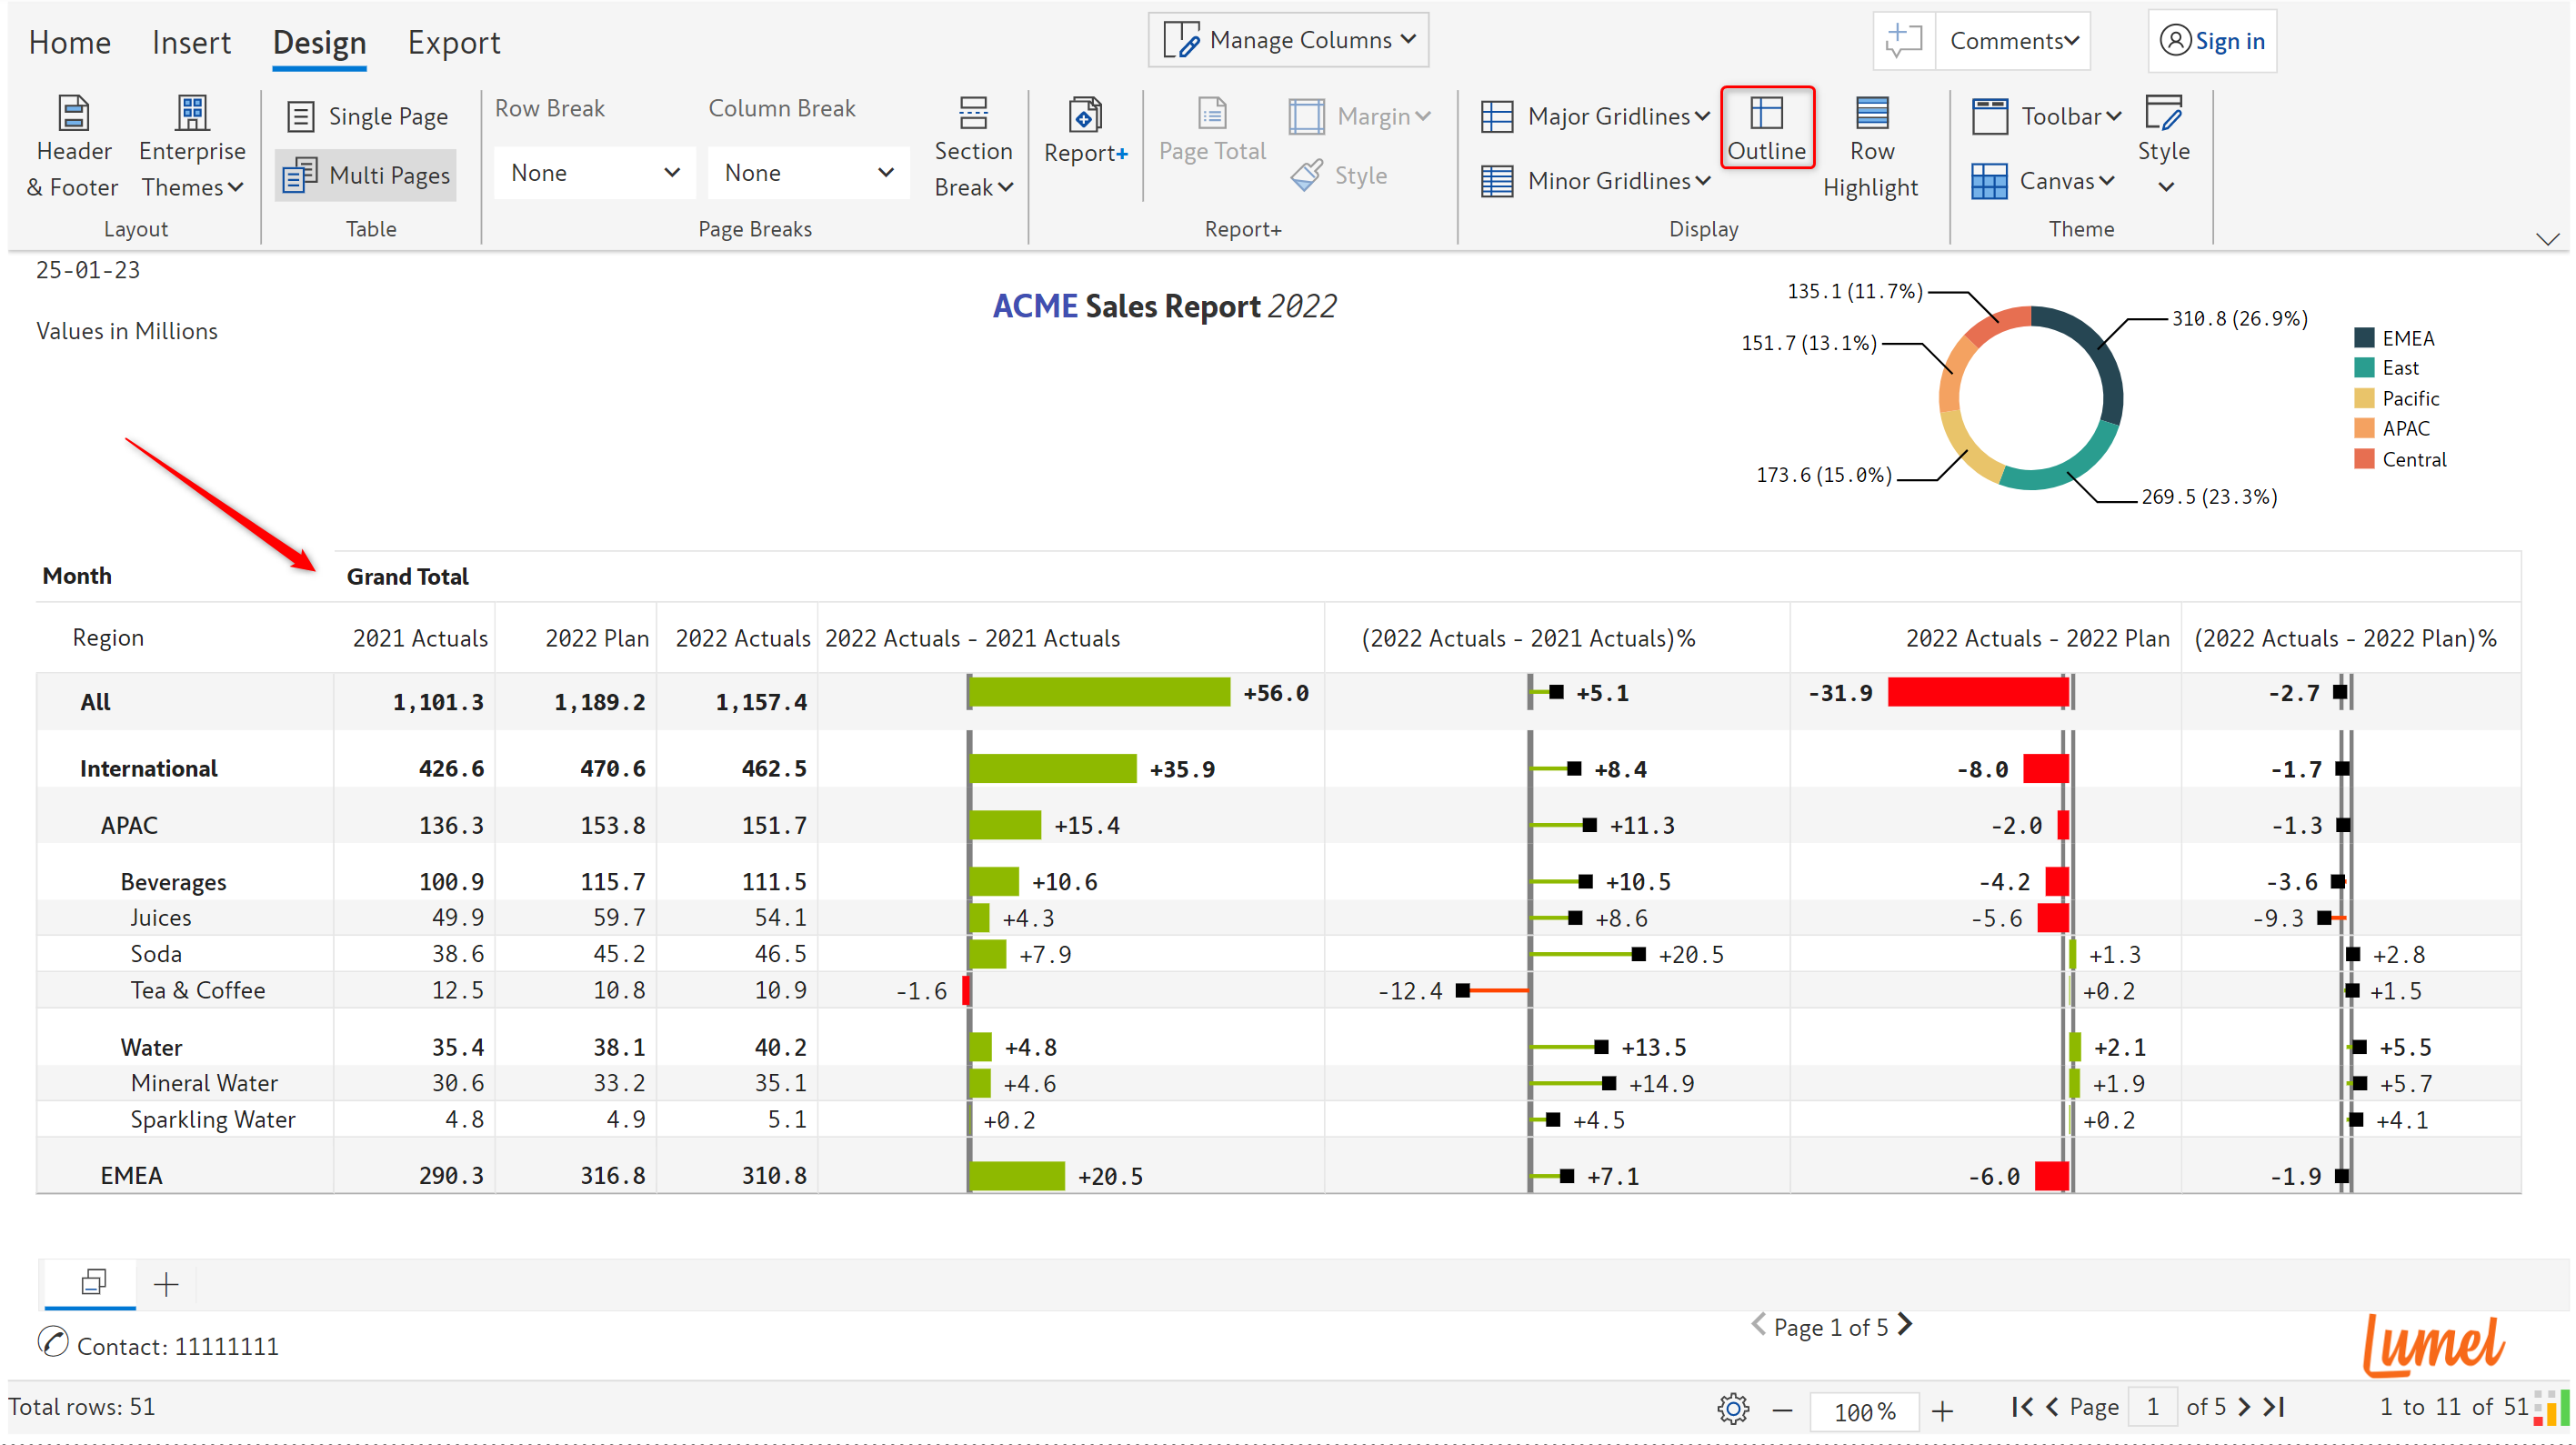 Home Insert Design Export Manage Columns Comments Sign in
Header & Footer Enterprise Themes Single Page Multi Pages Row Break None Column Break None Section Break Report+ Page Total Margin Style Major Gridlines Minor Gridlines Outline Row Highlight Toolbar Canvas Style
Layout Table Page Breaks Report+ Display Theme
25-01-23
Values in Millions
ACME Sales Report 2022
135.1 (11.7%)
310.8 (26.9%)
151.7 (13.1%)
173.6 (15.0%)
269.5 (23.3%)
EMEA
East
Pacific
APAC
Central
Month Grand Total
Region 2021 Actuals 2022 Plan 2022 Actuals 2022 Actuals - 2021 Actuals (2022 Actuals - 2021 Actuals)% 2022 Actuals - 2022 Plan (2022 Actuals - 2022 Plan)%
All 1,101.3 1,189.2 1,157.4 +56.0 +5.1 -31.9 -2.7
International 426.6 470.6 462.5 +35.9 +8.4 -8.0 -1.7
APAC 136.3 153.8 151.7 +15.4 +11.3 -2.0 -1.3
Beverages 100.9 115.7 111.5 +10.6 +10.5 -4.2 -3.6
Juices 49.9 59.7 54.1 +4.3 +8.6 -5.6 -9.3
Soda 38.6 45.2 46.5 +7.9 +20.5 +1.3 +2.8
Tea & Coffee 12.5 10.8 10.9 -1.6 -12.4 +0.2 +1.5
Water 35.4 38.1 40.2 +4.8 +13.5 +2.1 +5.5
Mineral Water 30.6 33.2 35.1 +4.6 +14.9 +1.9 +5.7
Sparkling Water 4.8 4.9 5.1 +0.2 +4.5 +0.2 +4.1
EMEA 290.3 316.8 310.8 +20.5 +7.1 -6.0 -1.9
Contact: 11111111
Page 1 of 5
Lumel
Total rows: 51 100% Page 1 of 5 1 to 11 of 51